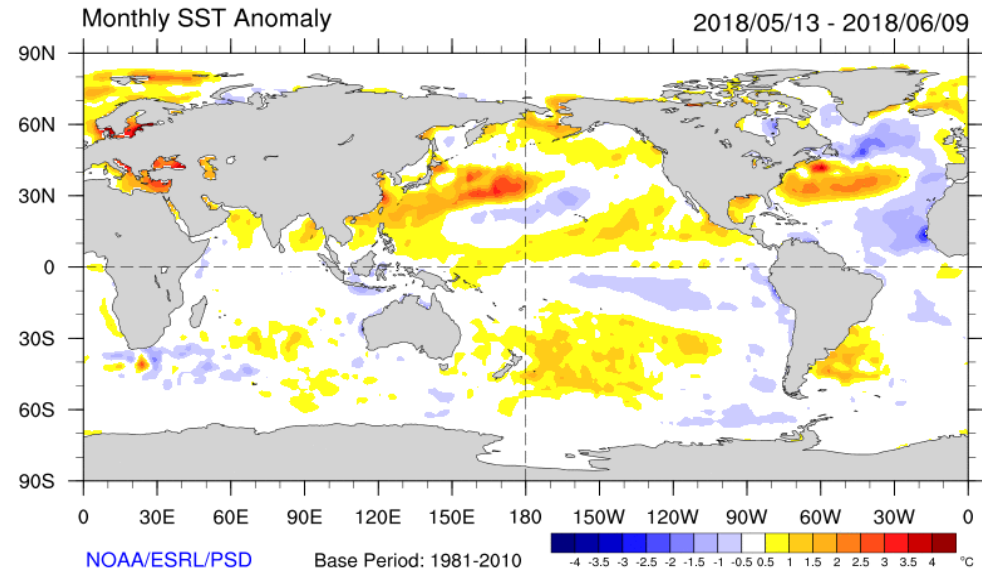 Monthly SST Anomaly 2018/05/13 - 2018/06/09
90N
60N
30N
0
30S
60S
90S
0 30E 60E 90E 120E 150E 180 150W 120W 90W 60W 30W 0
NOAA/ESRL/PSD Base Period: 1981-2010
-4 -3.5 -3 -2.5 -2 -1.5 -1 -0.5 0.5 1 1.5 2 2.5 3 3.5 4 °C